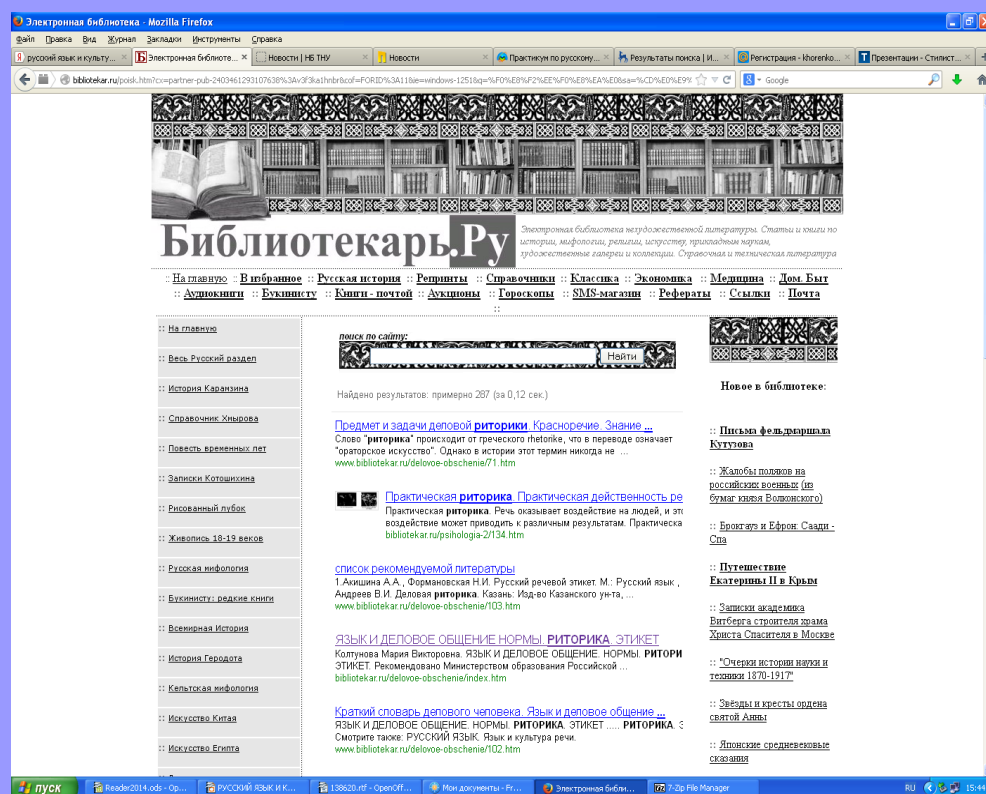 Электронная библиотека - Mozilla Firefox
Файл Правка Вид Журнал Закладки Инструменты Справка
русский язык и культу... Электронная библиоте... Новости | НБ ТНУ Новости Практикум по русскому... Результаты поиска | И... Регистрация - khorenko... Презентации - Стилист...
Google
Библиотекарь.Ру
Электронная библиотека нехудожественной литературы. Статьи и книги по
истории, мифологии, религии, искусству, прикладным наукам,
художественные галереи и коллекции. Справочная и техническая литература
:: На главную :: В избранное :: Русская история :: Репринты :: Справочники :: Классика :: Экономика :: Медицина :: Дом. Быт
:: Аудиокниги :: Букинисту :: Книги - почтой :: Аукционы :: Гороскопы :: SMS-магазин :: Рефераты :: Ссылки :: Почта
::
:: На главную
:: Весь Русский раздел
:: История Карамзина
:: Справочник Хмырова
:: Повесть временных лет
:: Записки Котошихина
:: Рисованный лубок
:: Живопись 18-19 веков
:: Русская мифология
:: Букинисту: редкие книги
:: Всемирная История
:: История Геродота
:: Кельтская мифология
:: Искусство Китая
:: Искусство Египта
поиск по сайту:
Найти
Найдено результатов: примерно 287 (за 0,12 сек.)
Предмет и задачи деловой риторики. Красноречие. Знание ...
Слово "риторика" происходит от греческого rhetorike, что в переводе означает
"ораторское искусство". Однако в истории этот термин никогда не ...
www.bibliotekar.ru/delovoe-obschenie/71.htm
Практическая риторика. Практическая действенность ре
Практическая риторика. Речь оказывает воздействие на людей, и это
воздействие может приводить к различным результатам. Практическа
bibliotekar.ru/psihologia-2/134.htm
список рекомендуемой литературы
1.Акишина А.А., Формановская Н.И. Русский речевой этикет. М.: Русский язык ,
Андреев В.И. Деловая риторика. Казань: Изд-во Казанского ун-та, ...
www.bibliotekar.ru/delovoe-obschenie/103.htm
ЯЗЫК И ДЕЛОВОЕ ОБЩЕНИЕ НОРМЫ. РИТОРИКА. ЭТИКЕТ
Колтунова Мария Викторовна. ЯЗЫК И ДЕЛОВОЕ ОБЩЕНИЕ. НОРМЫ. РИТОРИ
ЭТИКЕТ. Рекомендовано Министерством образования Российской ...
bibliotekar.ru/delovoe-obschenie/index.htm
Краткий словарь делового человека. Язык и деловое общение ...
ЯЗЫК И ДЕЛОВОЕ ОБЩЕНИЕ. НОРМЫ. РИТОРИКА. ЭТИКЕТ ..... РИТОРИКА. Э
Смотрите также: РУССКИЙ ЯЗЫК. Язык и культура речи.
www.bibliotekar.ru/delovoe-obschenie/102.htm
Новое в библиотеке:
:: Письма фельдмаршала
Кутузова
:: Жалобы поляков на
российских военных (из
бумаг князя Волконского)
:: Брокгауз и Ефрон: Саади -
Спа
:: Путешествие
Екатерины II в Крым
:: Записки академика
Витберга строителя храма
Христа Спасителя в Москве
:: "Очерки истории науки и
техники 1870-1917"
:: Звёзды и кресты ордена
святой Анны
:: Японские средневековые
сказания
пуск Reader2014.ods - Op... РУССКИЙ ЯЗЫК И К... 138620.rtf - OpenOff... Мои документы - Fr... Электронная библи... 7-Zip File Manager RU 15:44